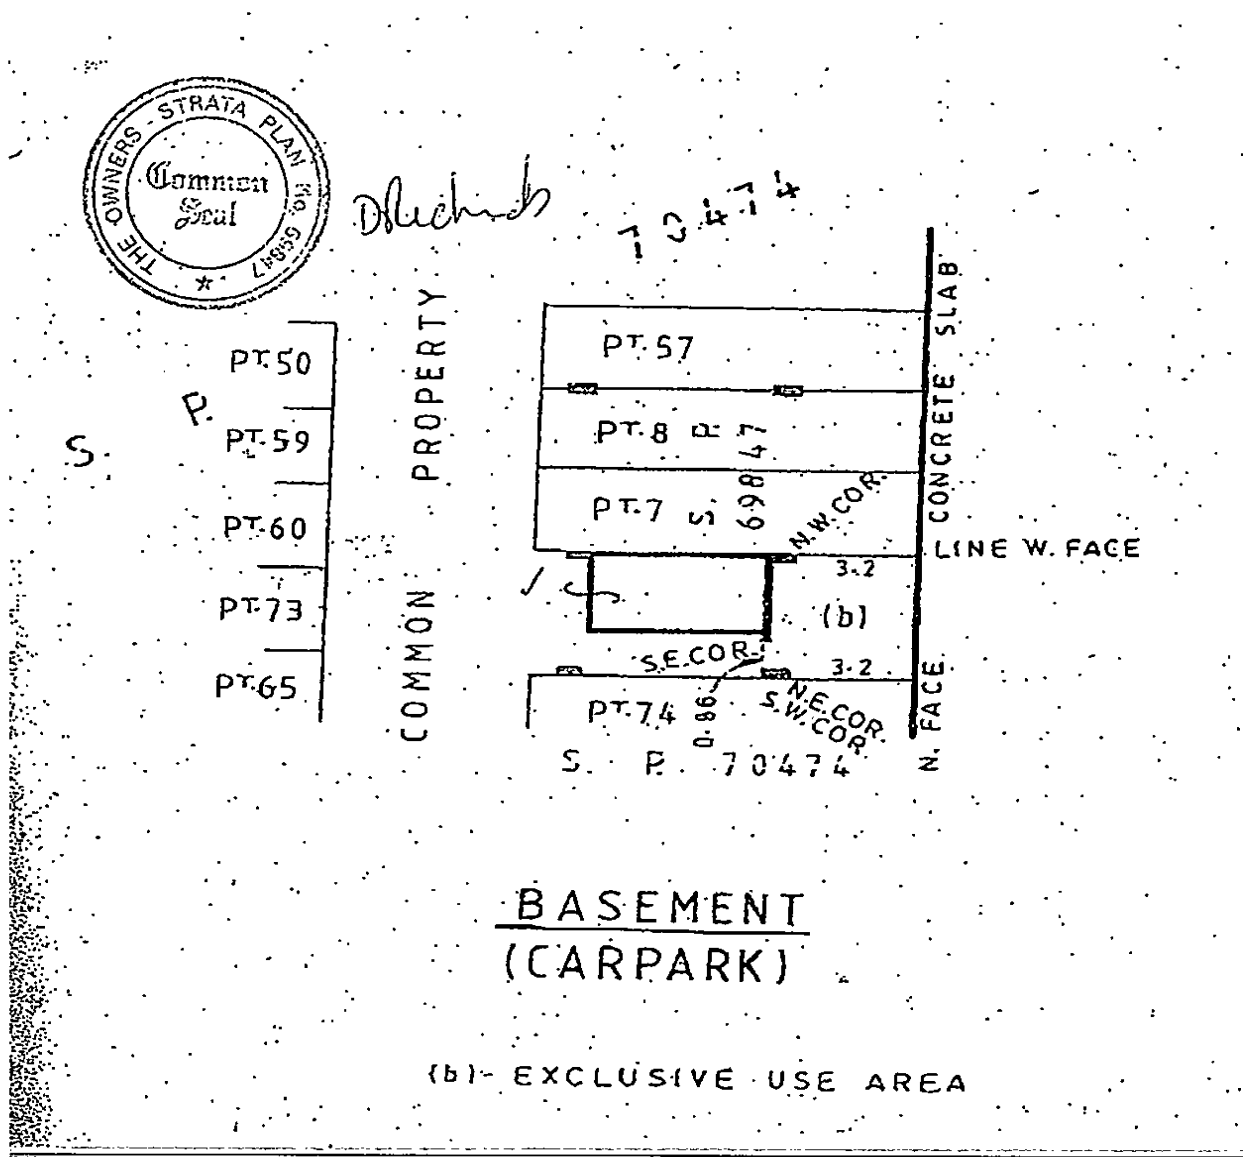 THE OWNERS - STRATA PLAN No. 69847
Common
Seal
DRichards
70474
S. P.
PT.50
PT.59
PT.60
PT.73
PT.65
COMMON PROPERTY
PT.57
PT.8
PT.7
S. P. 69847
N.W.COR.
CONCRETE SLAB
LINE W. FACE
3.2
(b)
3.2
S.E.COR.
0.86
N.E.COR.
S.W.COR.
N. FACE
PT.74
S. P. 70474
BASEMENT
(CARPARK)
(b)- EXCLUSIVE USE AREA